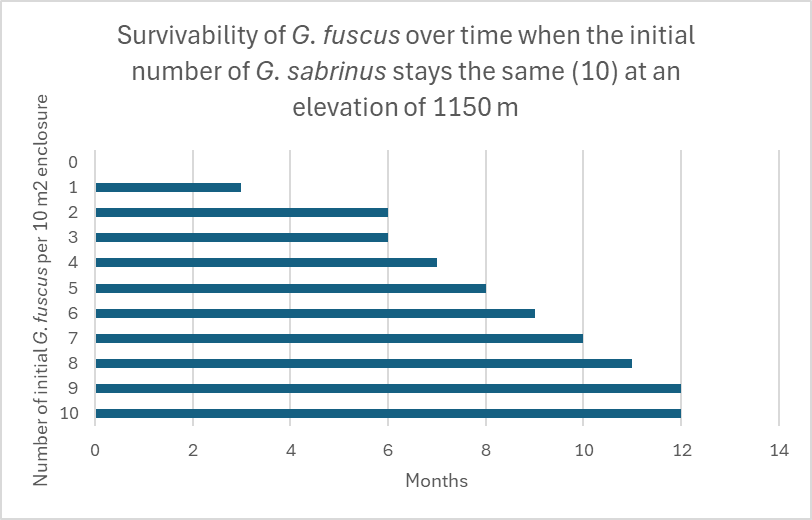 Survivability of G. fuscus over time when the initial
number of G. sabrinus stays the same (10) at an
elevation of 1150 m
Number of initial G. fuscus per 10 m2 enclosure
0
1
2
3
4
5
6
7
8
9
10
0 2 4 6 8 10 12 14
Months